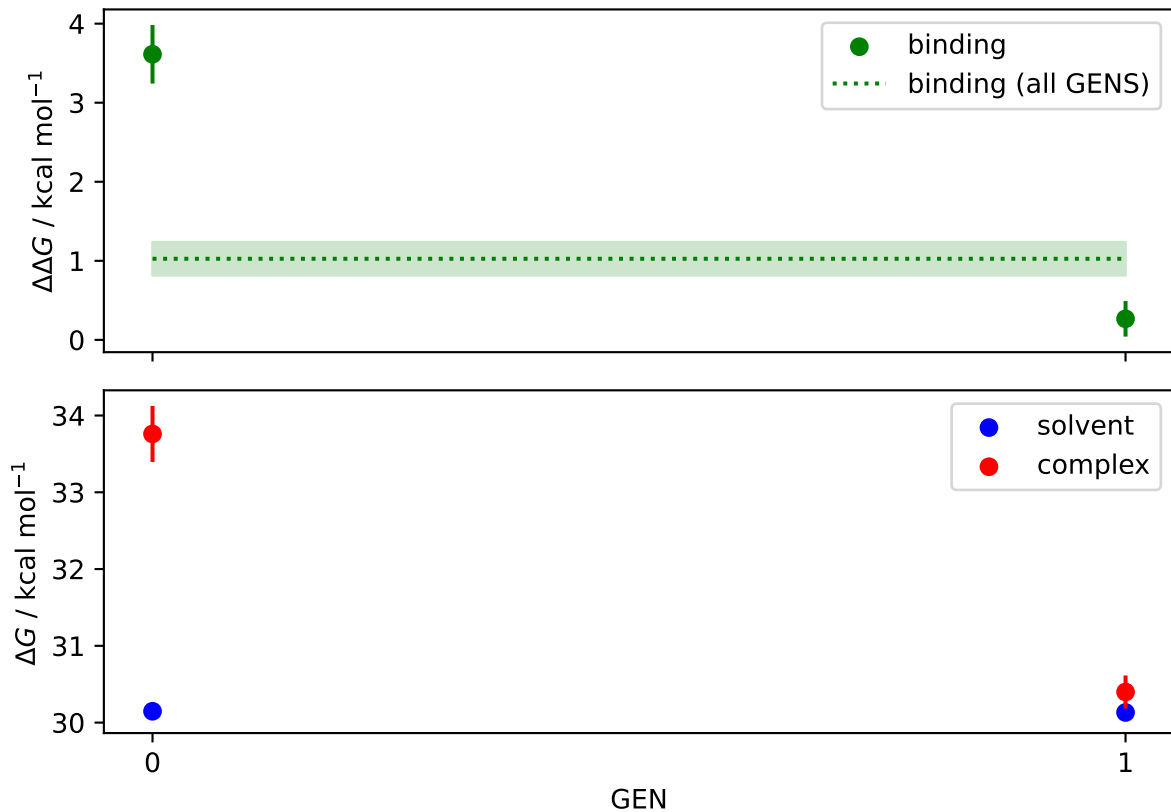 4
3
2
1
0
ΔΔG / kcal mol⁻¹
binding
binding (all GENS)
34
33
32
31
30
ΔG / kcal mol⁻¹
solvent
complex
0
1
GEN